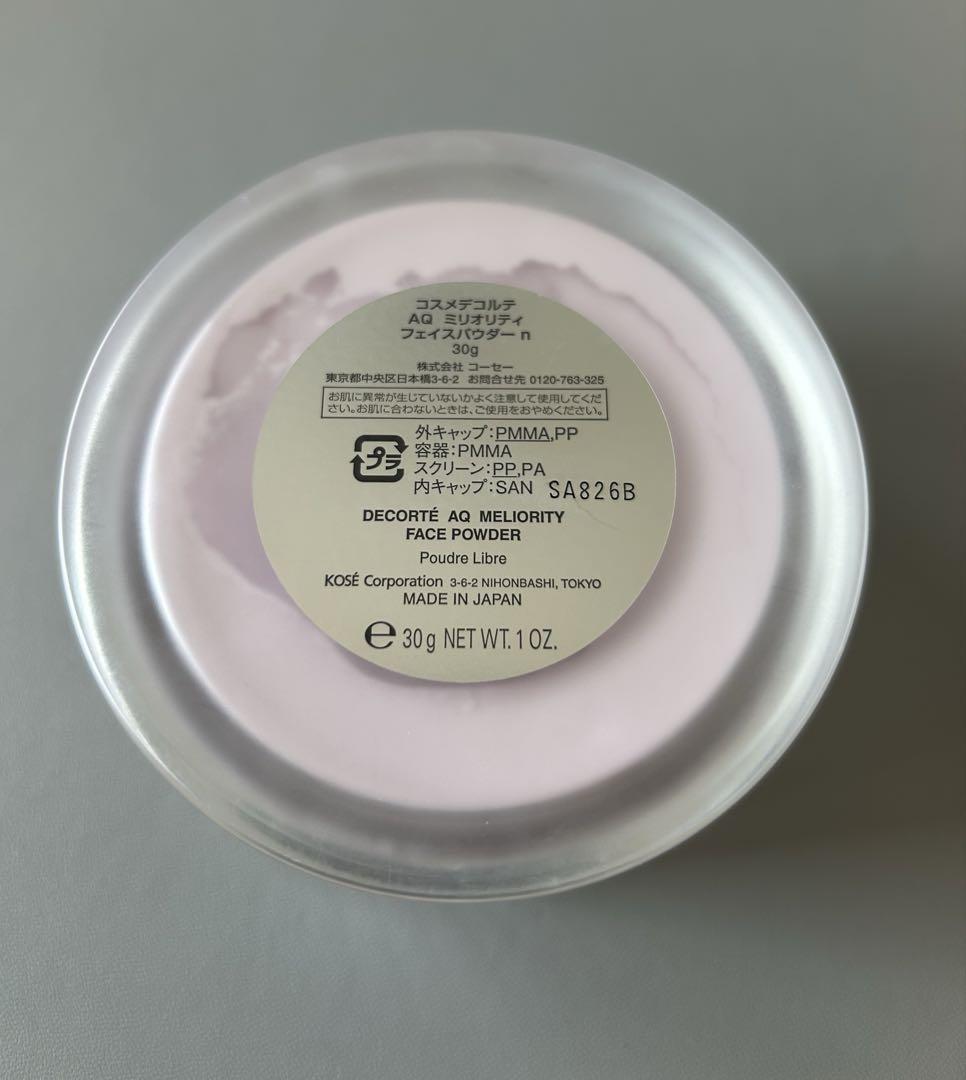 コスメデコルテ
AQ ミリオリティ
フェイスパウダー n
30g
株式会社 コーセー
東京都中央区日本橋3-6-2 お問合せ先 0120-763-325
お肌に異常が生じていないかよく注意して使用してくだ
さい。お肌に合わないときは、ご使用をおやめください。
外キャップ:PMMA,PP
プラ 容器:PMMA
スクリーン:PP,PA
内キャップ:SAN SA826B
DECORTÉ AQ MELIORITY
FACE POWDER
Poudre Libre
KOSÉ Corporation 3-6-2 NIHONBASHI, TOKYO
MADE IN JAPAN
℮ 30g NET WT. 1 OZ.